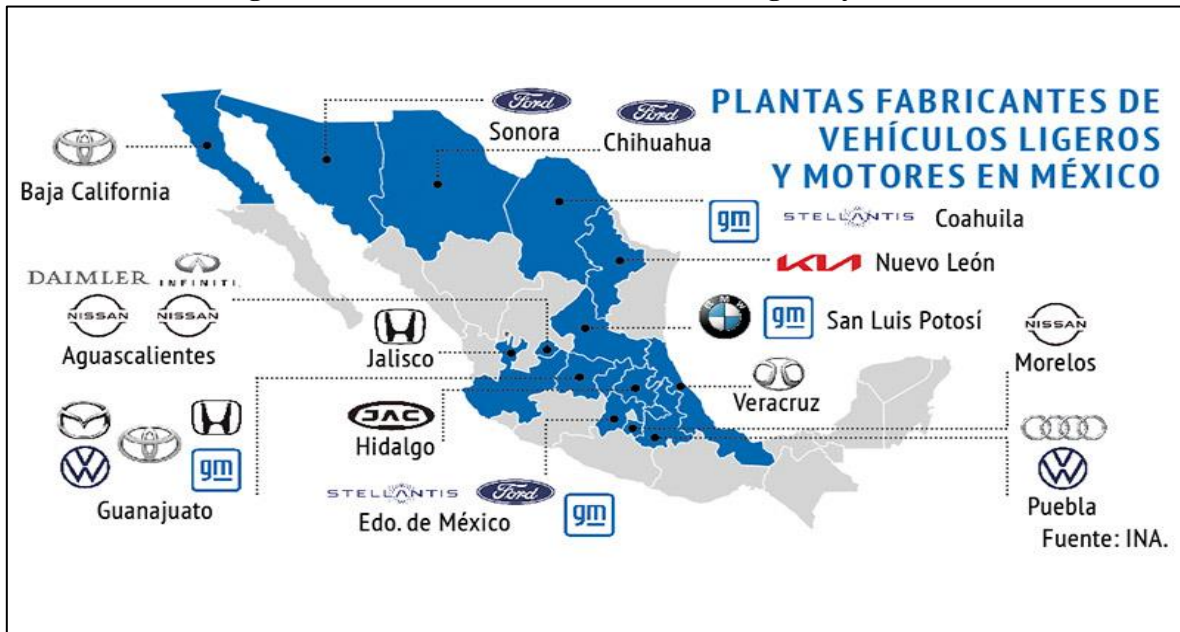 PLANTAS FABRICANTES DE
VEHÍCULOS LIGEROS
Y MOTORES EN MÉXICO
Ford
Sonora
Ford
Chihuahua
Baja California
gm STELLANTIS Coahuila
KIA Nuevo León
DAIMLER INFINITI
NISSAN NISSAN
Aguascalientes
Jalisco
BMW gm San Luis Potosí
NISSAN
Morelos
Veracruz
JAC
Hidalgo
gm
Guanajuato
STELLANTIS Ford gm
Edo. de México
Puebla
Fuente: INA.